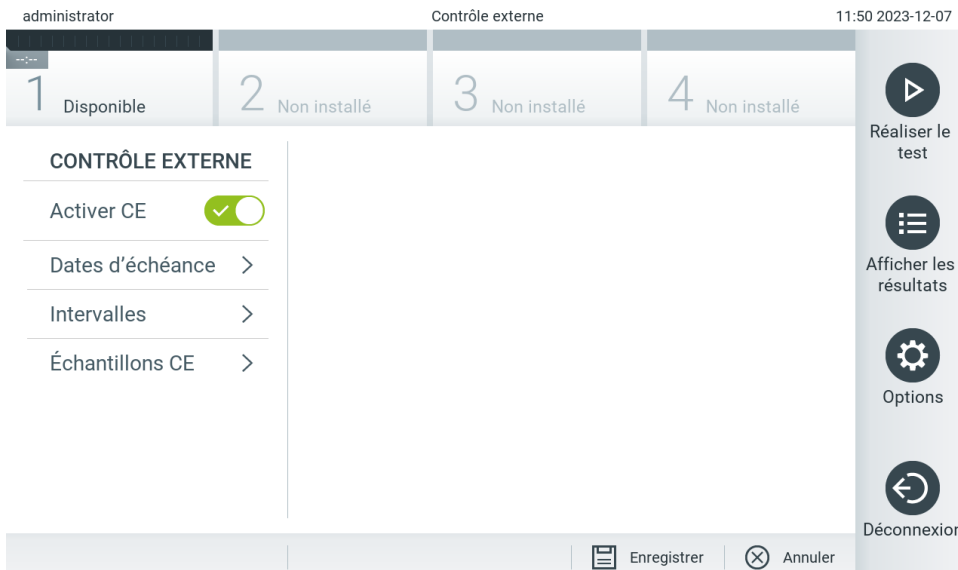 administrator
Contrôle externe
11:50 2023-12-07
--:--
1 Disponible
2 Non installé
3 Non installé
4 Non installé
CONTRÔLE EXTERNE
Activer CE
Dates d’échéance
Intervalles
Échantillons CE
Réaliser le
test
Afficher les
résultats
Options
Déconnexion
Enregistrer
Annuler